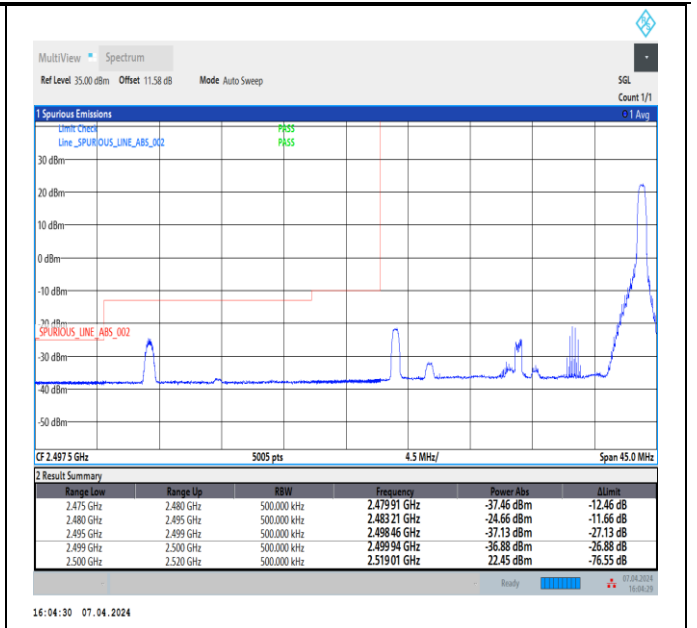 R&S
MultiView Spectrum
Ref Level 35.00 dBm Offset 11.58 dB Mode Auto Sweep SGL
Count 1/1
1 Spurious Emissions 1 Avg
Limit Check PASS
Line _SPURIOUS_LINE_ABS_002 PASS
30 dBm
20 dBm
10 dBm
0 dBm
-10 dBm
-20 dBm
_SPURIOUS_LINE_ABS_002
-30 dBm
-40 dBm
-50 dBm
CF 2.497 5 GHz 5005 pts 4.5 MHz/ Span 45.0 MHz
2 Result Summary
Range Low Range Up RBW Frequency Power Abs ΔLimit
2.475 GHz 2.480 GHz 500.000 kHz 2.479 91 GHz -37.46 dBm -12.46 dB
2.480 GHz 2.495 GHz 500.000 kHz 2.483 21 GHz -24.66 dBm -11.66 dB
2.495 GHz 2.499 GHz 500.000 kHz 2.498 46 GHz -37.13 dBm -27.13 dB
2.499 GHz 2.500 GHz 500.000 kHz 2.499 94 GHz -36.88 dBm -26.88 dB
2.500 GHz 2.520 GHz 500.000 kHz 2.519 01 GHz 22.45 dBm -76.55 dB
Ready 07.04.2024
16:04:29
16:04:30 07.04.2024